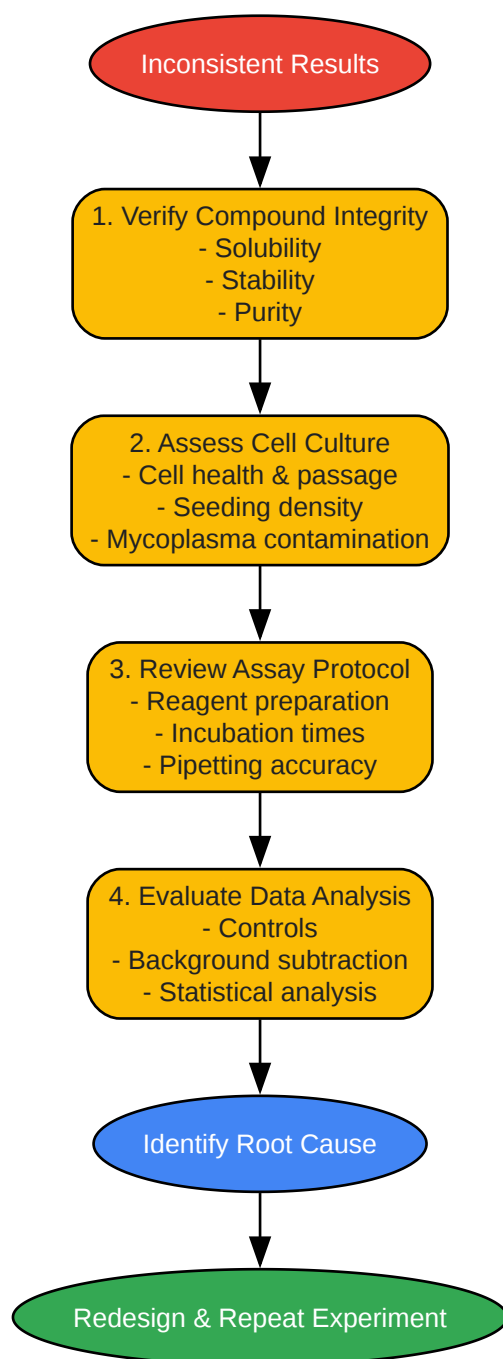 Inconsistent Results
1. Verify Compound Integrity
- Solubility
- Stability
- Purity
2. Assess Cell Culture
- Cell health & passage
- Seeding density
- Mycoplasma contamination
3. Review Assay Protocol
- Reagent preparation
- Incubation times
- Pipetting accuracy
4. Evaluate Data Analysis
- Controls
- Background subtraction
- Statistical analysis
Identify Root Cause
Redesign & Repeat Experiment